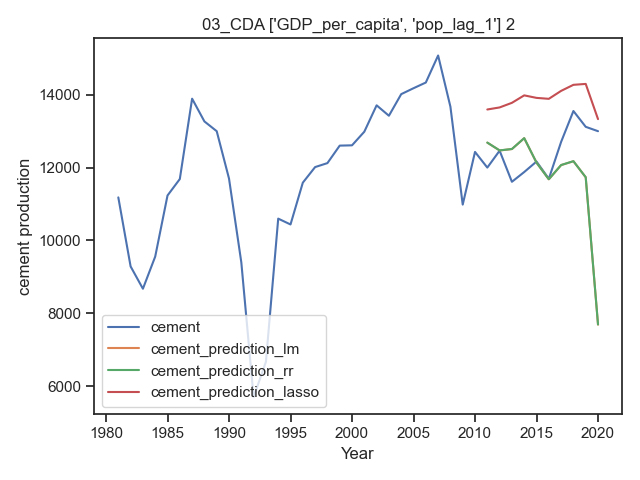 03_CDA ['GDP_per_capita', 'pop_lag_1'] 2
cement production
14000
12000
10000
8000
6000
cement
cement_prediction_lm
cement_prediction_rr
cement_prediction_lasso
1980 1985 1990 1995 2000 2005 2010 2015 2020
Year